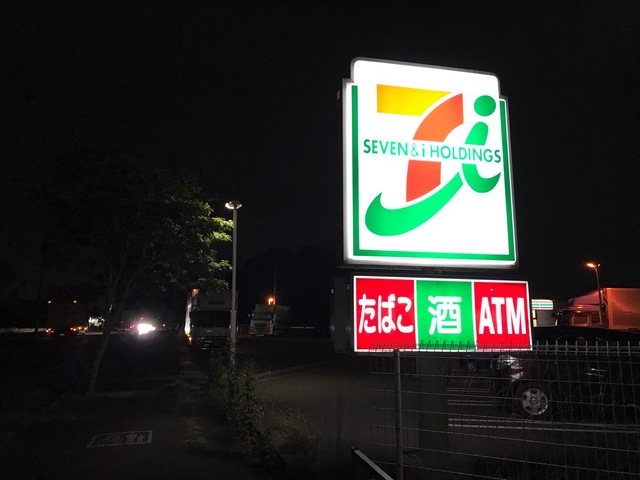 SEVEN & i HOLDINGS
たばこ 酒 ATM